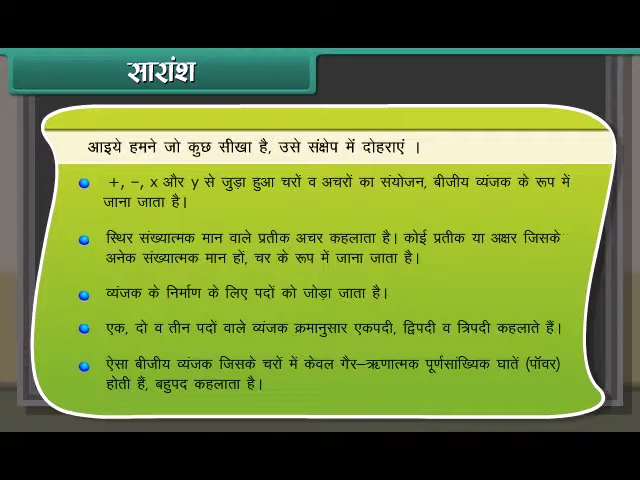 सारांश
आइये हमने जो कुछ सीखा है, उसे संक्षेप में दोहराएं ।
+, –, x और y से जुड़ा हुआ चरों व अचरों का संयोजन, बीजीय व्यंजक के रूप में
जाना जाता है।
स्थिर संख्यात्मक मान वाले प्रतीक अचर कहलाता है। कोई प्रतीक या अक्षर जिसके
अनेक संख्यात्मक मान हों, चर के रूप में जाना जाता है।
व्यंजक के निर्माण के लिए पदों को जोड़ा जाता है।
एक, दो व तीन पदों वाले व्यंजक क्रमानुसार एकपदी, द्विपदी व त्रिपदी कहलाते हैं।
ऐसा बीजीय व्यंजक जिसके चरों में केवल गैर–ऋणात्मक पूर्णसांख्यिक घातें (पॉवर)
होती हैं, बहुपद कहलाता है।